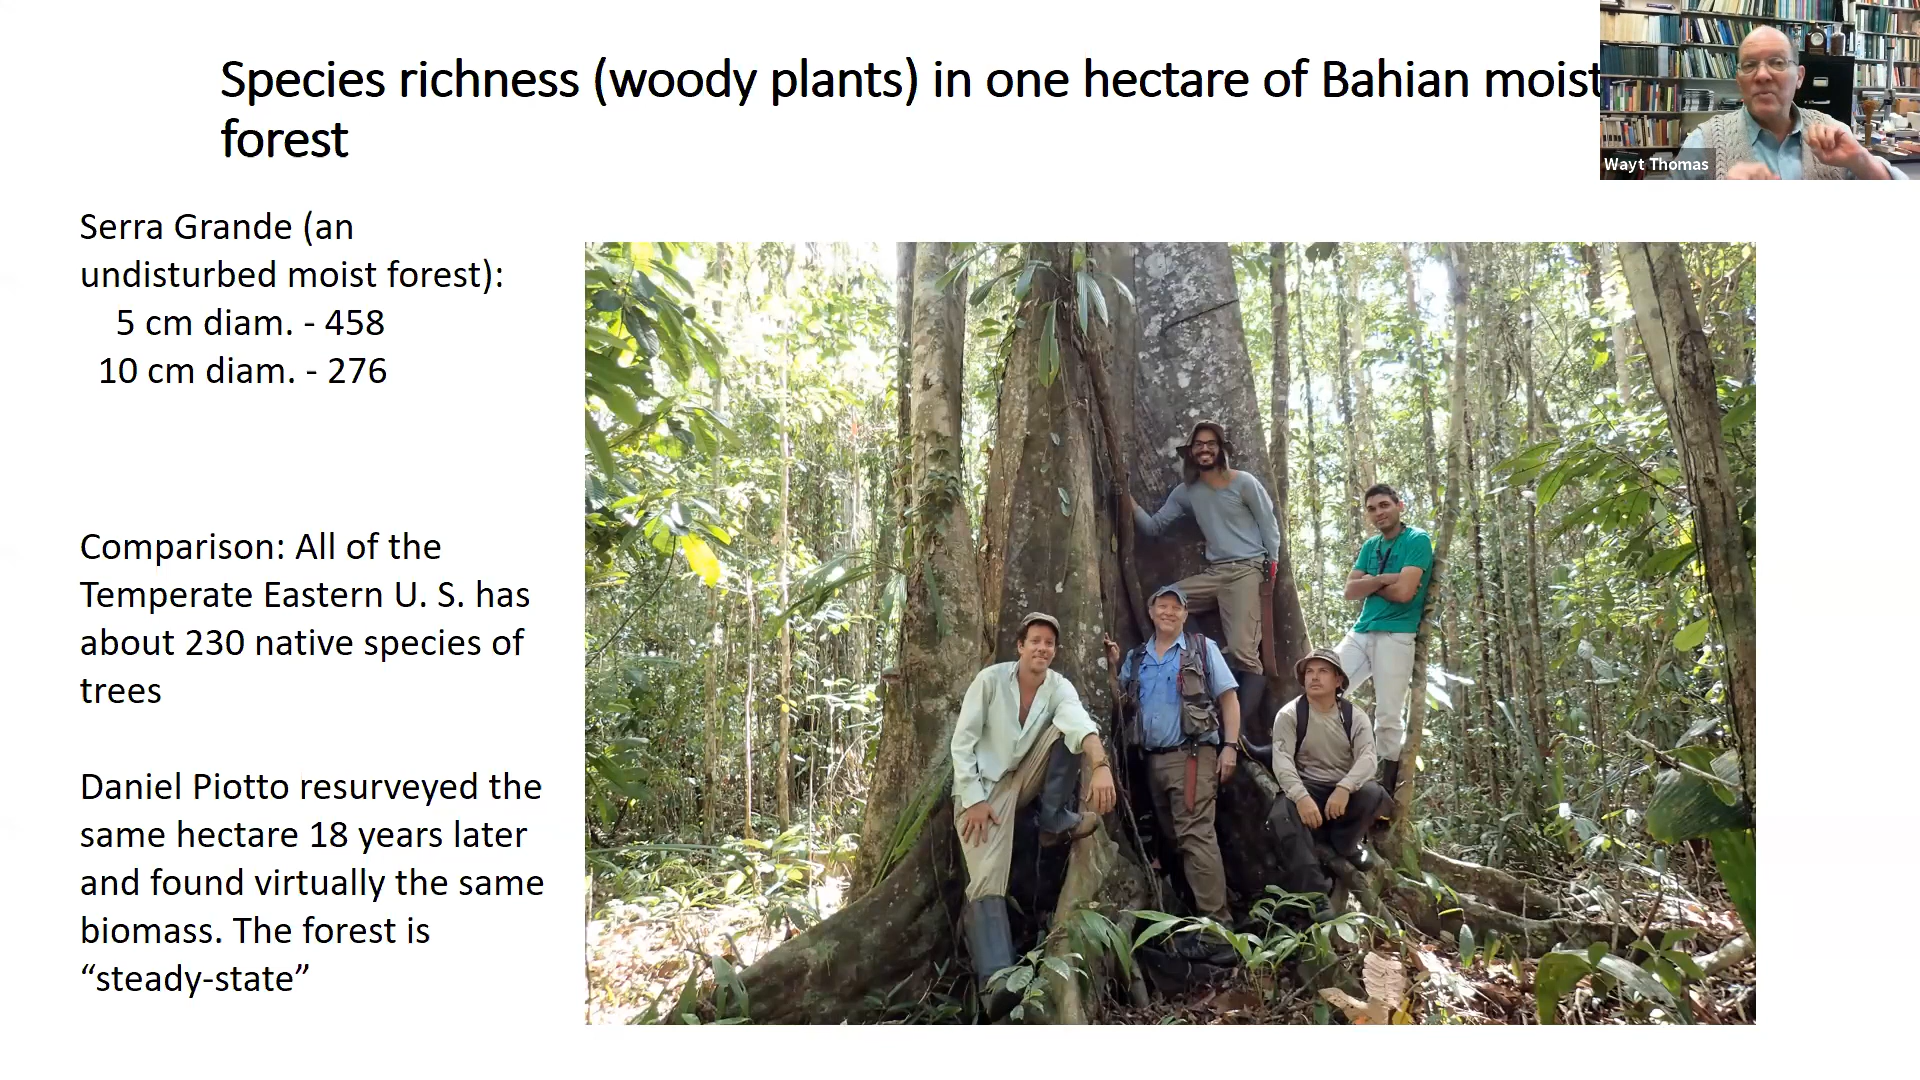 Species richness (woody plants) in one hectare of Bahian moist
forest
Wayt Thomas
Serra Grande (an
undisturbed moist forest):
5 cm diam. - 458
10 cm diam. - 276
Comparison: All of the
Temperate Eastern U. S. has
about 230 native species of
trees
Daniel Piotto resurveyed the
same hectare 18 years later
and found virtually the same
biomass. The forest is
“steady-state”